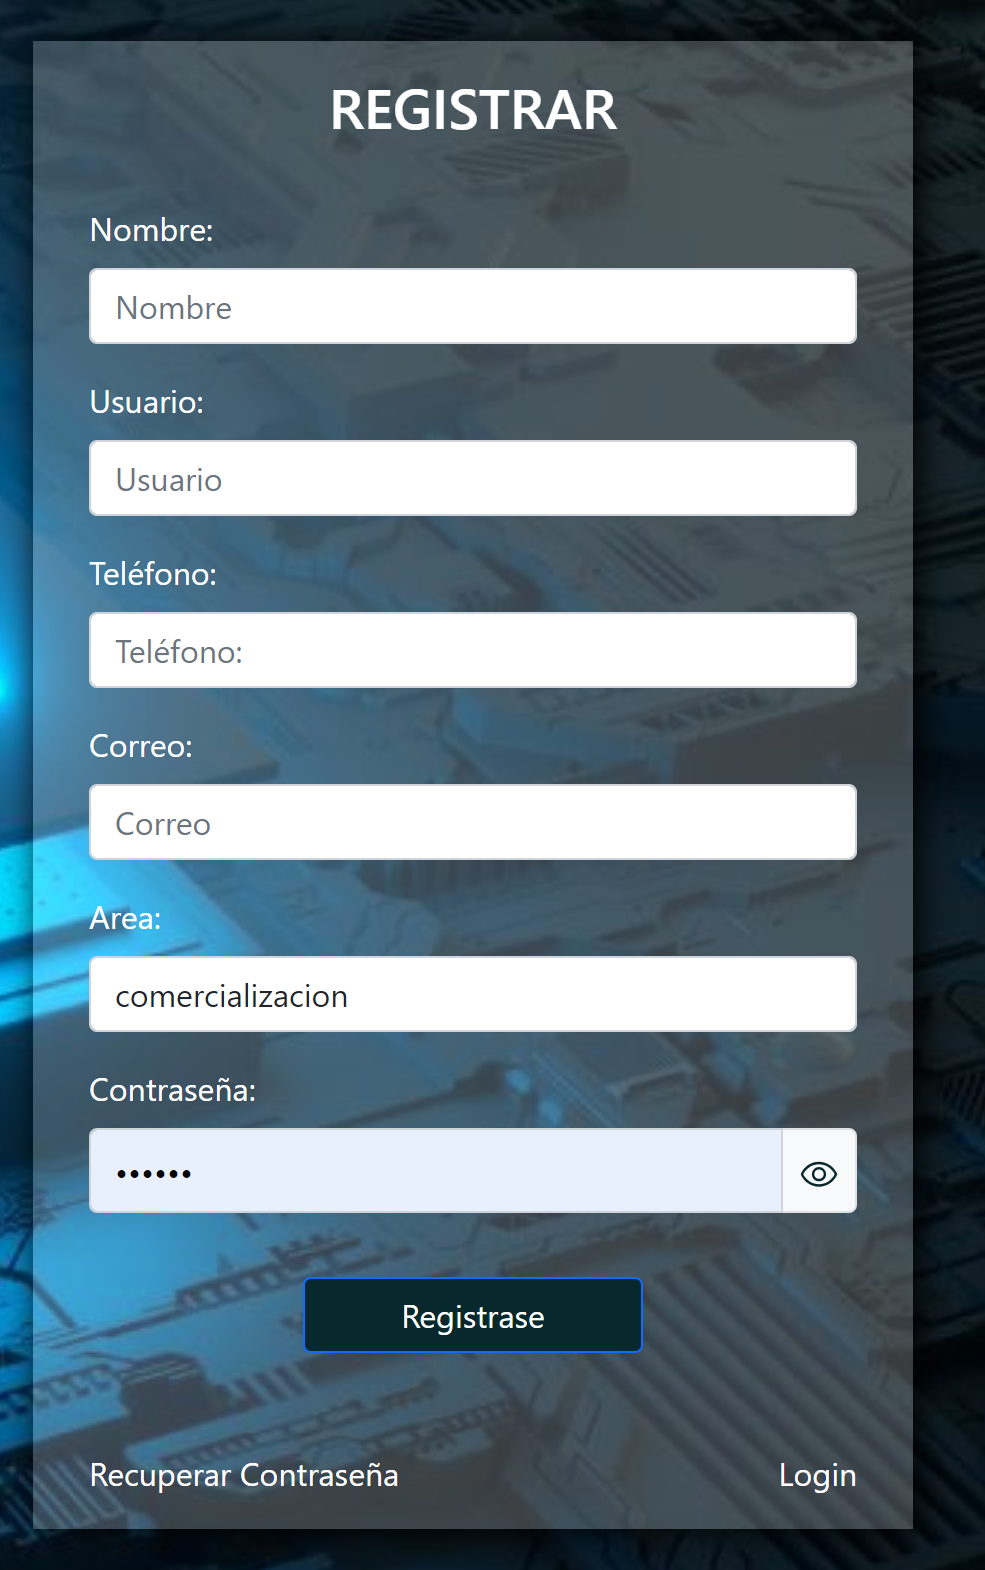 REGISTRAR
Nombre:
Nombre
Usuario:
Usuario
Teléfono:
Teléfono:
Correo:
Correo
Area:
comercializacion
Contraseña:
••••••
Registrase
Recuperar Contraseña
Login